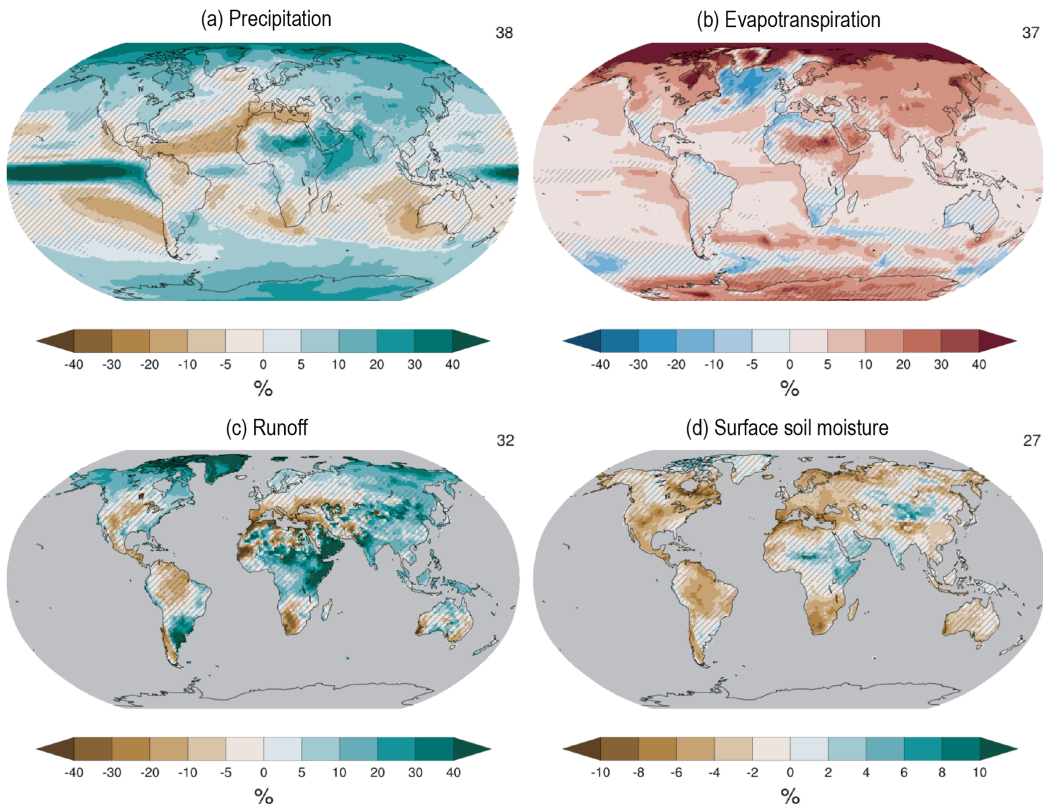 (a) Precipitation
38
(b) Evapotranspiration
37
-40 -30 -20 -10 -5 0 5 10 20 30 40
%
-40 -30 -20 -10 -5 0 5 10 20 30 40
%
(c) Runoff
32
(d) Surface soil moisture
27
-40 -30 -20 -10 -5 0 5 10 20 30 40
%
-10 -8 -6 -4 -2 0 2 4 6 8 10
%